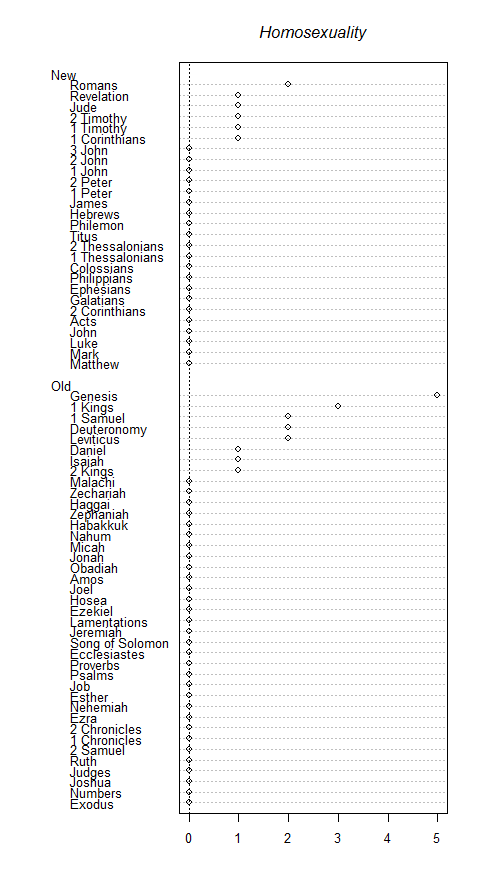 Homosexuality
New
Romans
Revelation
Jude
2 Timothy
1 Timothy
1 Corinthians
3 John
2 John
1 John
2 Peter
1 Peter
James
Hebrews
Philemon
Titus
2 Thessalonians
1 Thessalonians
Colossians
Philippians
Ephesians
Galatians
2 Corinthians
Acts
John
Luke
Mark
Matthew
Old
Genesis
1 Kings
1 Samuel
Deuteronomy
Leviticus
Daniel
Isaiah
2 Kings
Malachi
Zechariah
Haggai
Zephaniah
Habakkuk
Nahum
Micah
Jonah
Obadiah
Amos
Joel
Hosea
Ezekiel
Lamentations
Jeremiah
Song of Solomon
Ecclesiastes
Proverbs
Psalms
Job
Esther
Nehemiah
Ezra
2 Chronicles
1 Chronicles
2 Samuel
Ruth
Judges
Joshua
Numbers
Exodus
0 1 2 3 4 5